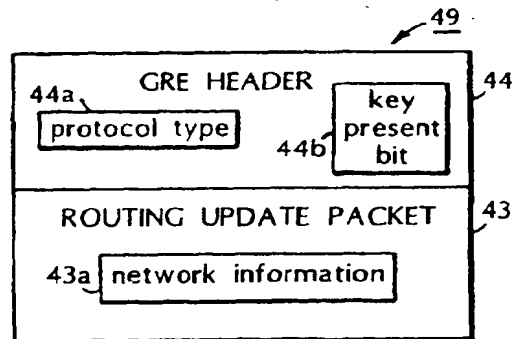 49
GRE HEADER
44
44a
protocol type
44b
key
present
bit
ROUTING UPDATE PACKET
43
43a
network information